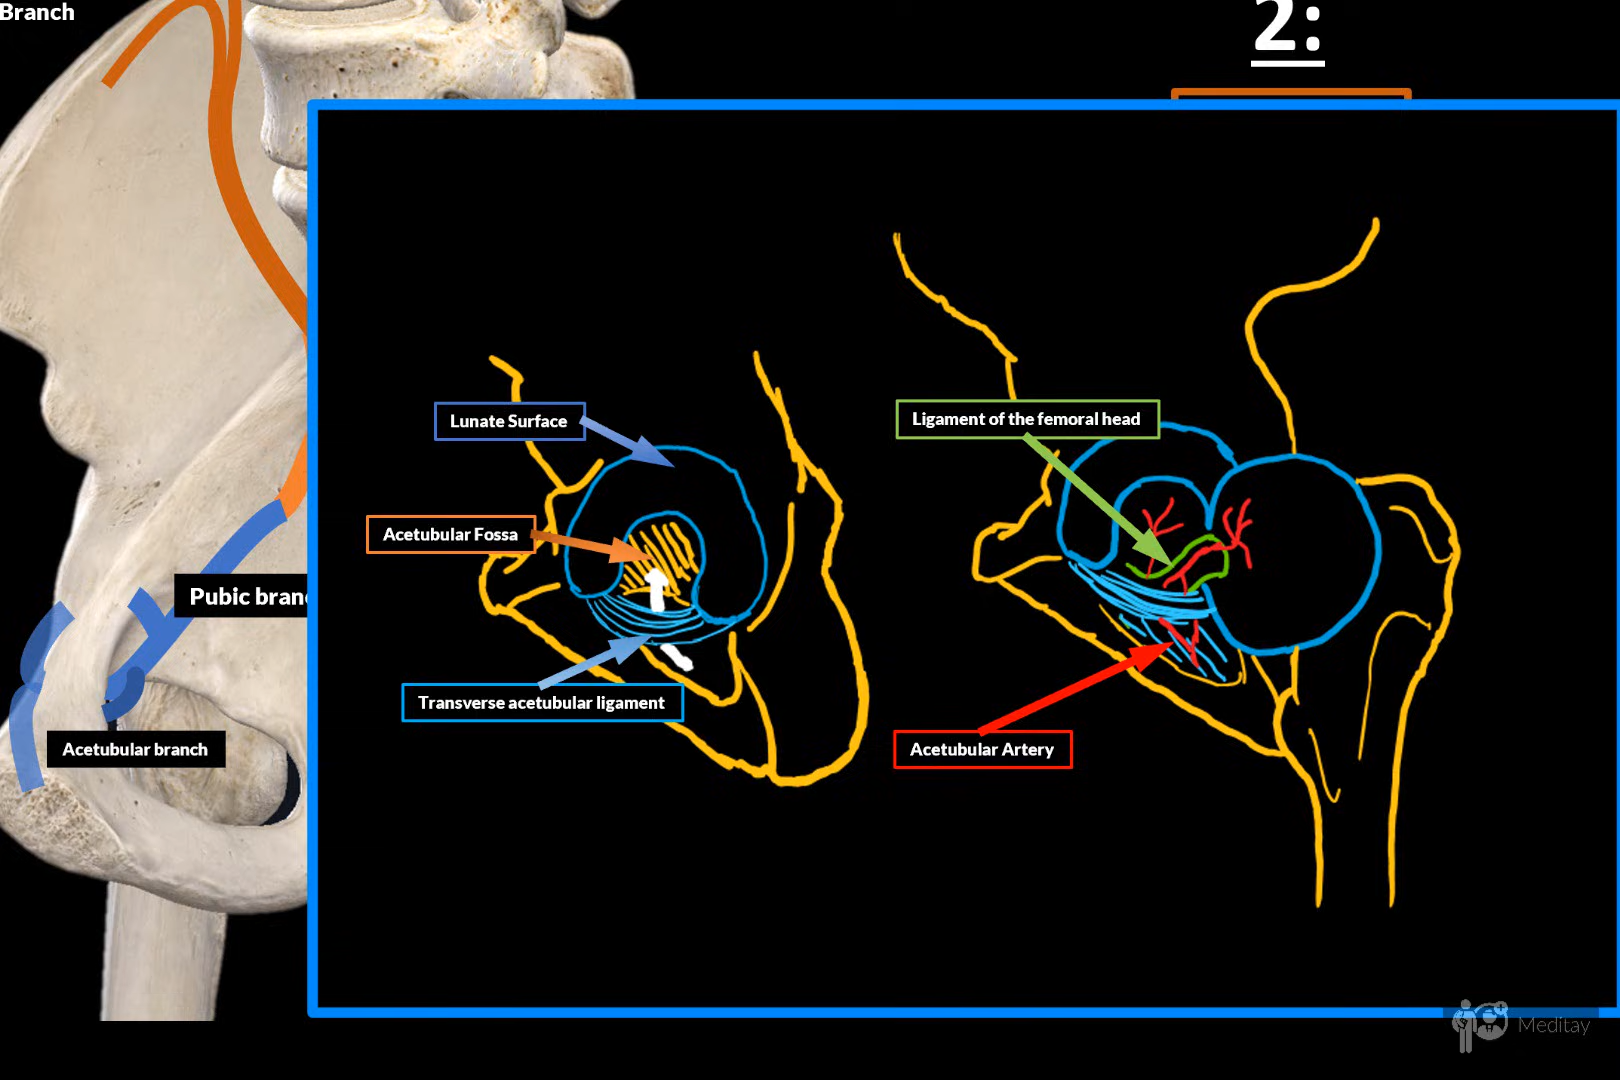 Branch
2:
Lunate Surface
Ligament of the femoral head
Acetubular Fossa
Pubic bran
Transverse acetubular ligament
Acetubular branch
Acetubular Artery
Meditay